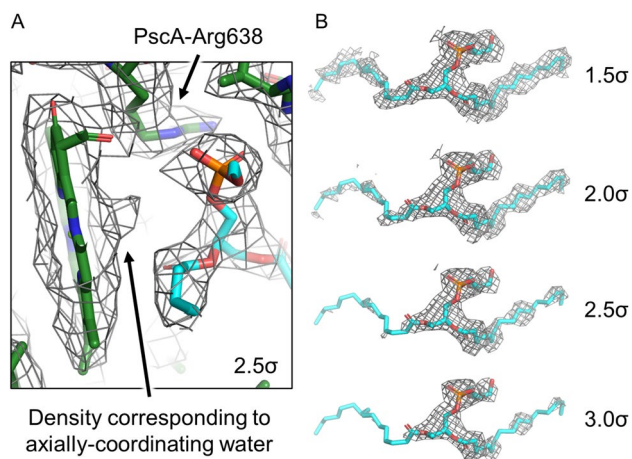 A
PscA-Arg638
2.5σ
Density corresponding to
axially-coordinating water
B
1.5σ
2.0σ
2.5σ
3.0σ